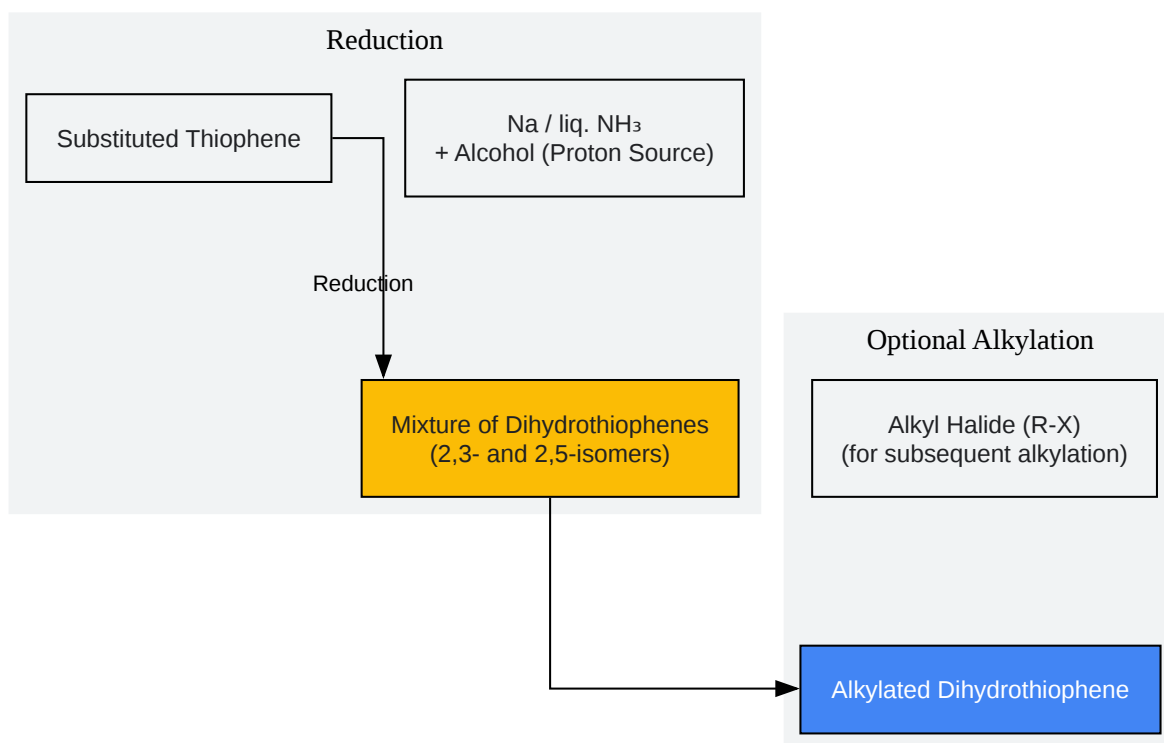 Reduction
Substituted Thiophene
Na / liq. NH₃
+ Alcohol (Proton Source)
Reduction
Mixture of Dihydrothiophenes
(2,3- and 2,5-isomers)
Optional Alkylation
Alkyl Halide (R-X)
(for subsequent alkylation)
Alkylated Dihydrothiophene